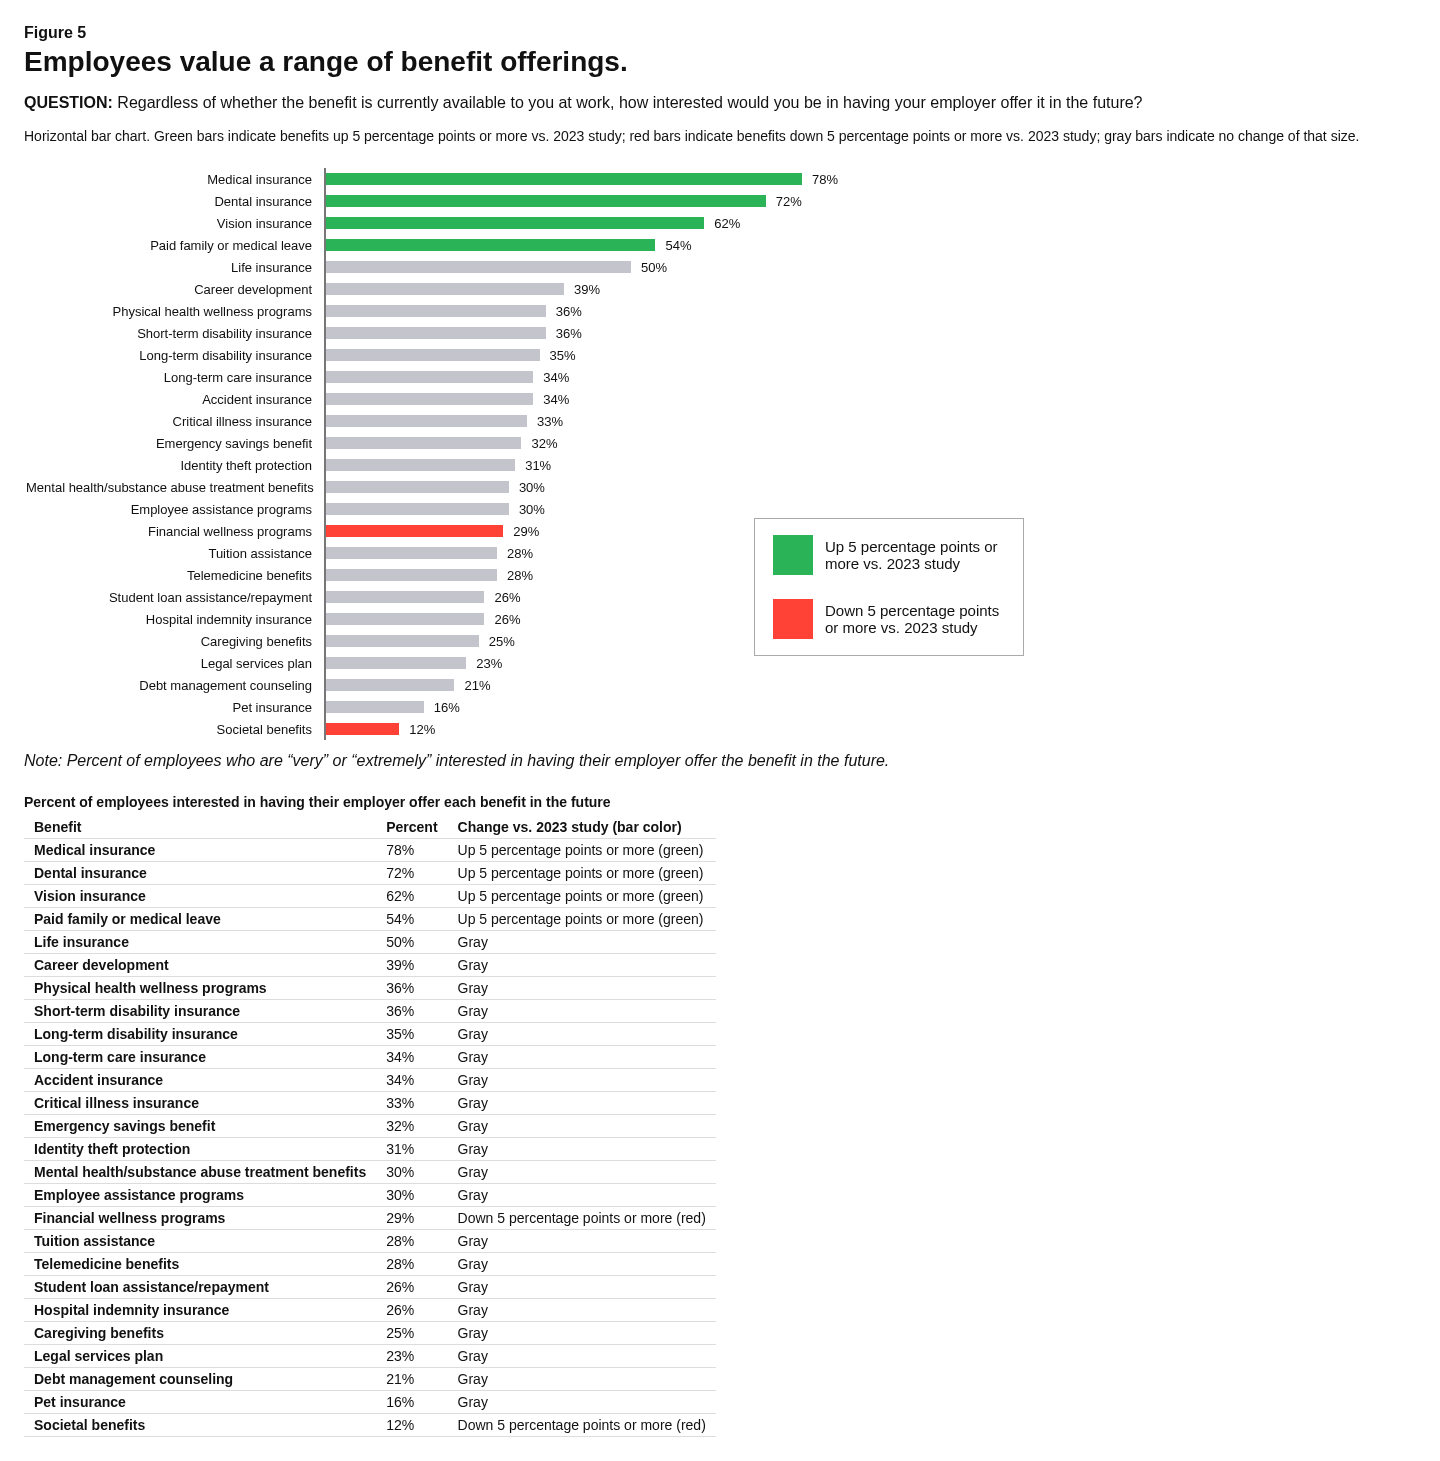 Figure 5
Employees value a range of benefit offerings.
QUESTION: Regardless of whether the benefit is currently available to you at work, how interested would you be in having your employer offer it in the future?
Horizontal bar chart. Green bars indicate benefits up 5 percentage points or more vs. 2023 study; red bars indicate benefits down 5 percentage points or more vs. 2023 study; gray bars indicate no change of that size.
Medical insurance 78%
Dental insurance 72%
Vision insurance 62%
Paid family or medical leave 54%
Life insurance 50%
Career development 39%
Physical health wellness programs 36%
Short-term disability insurance 36%
Long-term disability insurance 35%
Long-term care insurance 34%
Accident insurance 34%
Critical illness insurance 33%
Emergency savings benefit 32%
Identity theft protection 31%
Mental health/substance abuse treatment benefits 30%
Employee assistance programs 30%
Financial wellness programs 29%
Tuition assistance 28%
Telemedicine benefits 28%
Student loan assistance/repayment 26%
Hospital indemnity insurance 26%
Caregiving benefits 25%
Legal services plan 23%
Debt management counseling 21%
Pet insurance 16%
Societal benefits 12%
Up 5 percentage points or
more vs. 2023 study
Down 5 percentage points
or more vs. 2023 study
Note: Percent of employees who are “very” or “extremely” interested in having their employer offer the benefit in the future.
Percent of employees interested in having their employer offer each benefit in the future
Benefit Percent Change vs. 2023 study (bar color)
Medical insurance 78% Up 5 percentage points or more (green)
Dental insurance 72% Up 5 percentage points or more (green)
Vision insurance 62% Up 5 percentage points or more (green)
Paid family or medical leave 54% Up 5 percentage points or more (green)
Life insurance 50% Gray
Career development 39% Gray
Physical health wellness programs 36% Gray
Short-term disability insurance 36% Gray
Long-term disability insurance 35% Gray
Long-term care insurance 34% Gray
Accident insurance 34% Gray
Critical illness insurance 33% Gray
Emergency savings benefit 32% Gray
Identity theft protection 31% Gray
Mental health/substance abuse treatment benefits 30% Gray
Employee assistance programs 30% Gray
Financial wellness programs 29% Down 5 percentage points or more (red)
Tuition assistance 28% Gray
Telemedicine benefits 28% Gray
Student loan assistance/repayment 26% Gray
Hospital indemnity insurance 26% Gray
Caregiving benefits 25% Gray
Legal services plan 23% Gray
Debt management counseling 21% Gray
Pet insurance 16% Gray
Societal benefits 12% Down 5 percentage points or more (red)